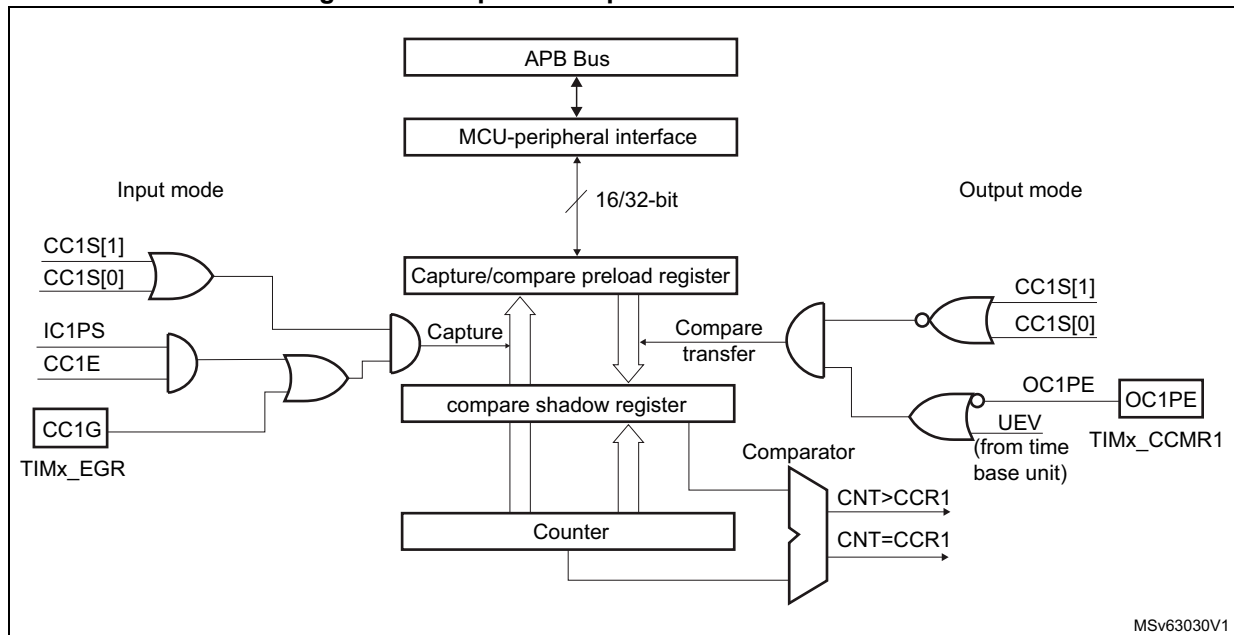 APB Bus
MCU-peripheral interface
Input mode
16/32-bit
Output mode
CC1S[1]
CC1S[0]
Capture/compare preload register
CC1S[1]
CC1S[0]
IC1PS
CC1E
Capture
Compare
transfer
CC1G
TIMx_EGR
compare shadow register
OC1PE
OC1PE
UEV
(from time
base unit)
TIMx_CCMR1
Comparator
CNT>CCR1
Counter
CNT=CCR1
MSv63030V1